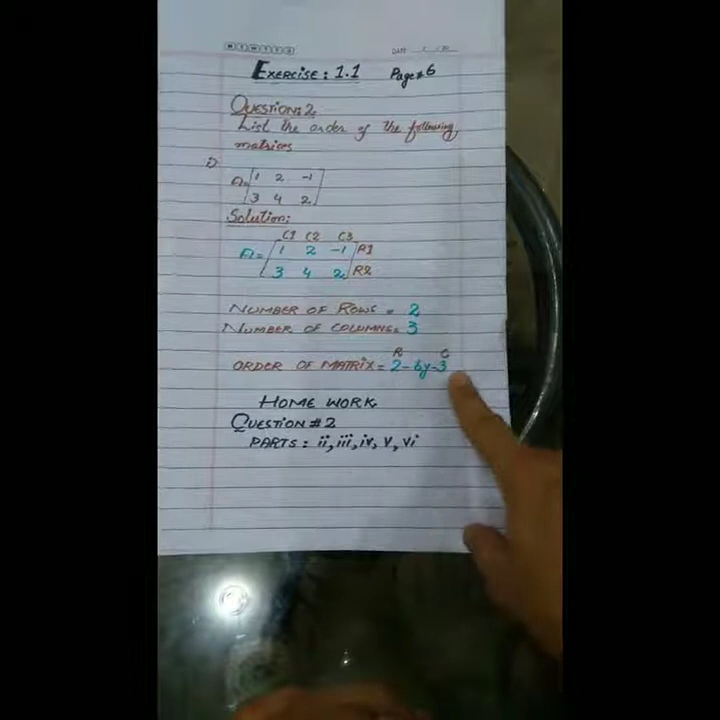 DATE
EXERCISE: 1.1 Page#6
QUESTION:2
List the order of the following
matrices
i)
A= 1 2 -1
3 4 2
Solution:
C1 C2 C3
A= 1 2 -1 R1
3 4 2 R2
NUMBER OF ROWS = 2
NUMBER OF COLUMNS= 3
R C
ORDER OF MATRIX = 2-by-3
HOME WORK
QUESTION #2
PARTS: ii, iii, iv, v, vi